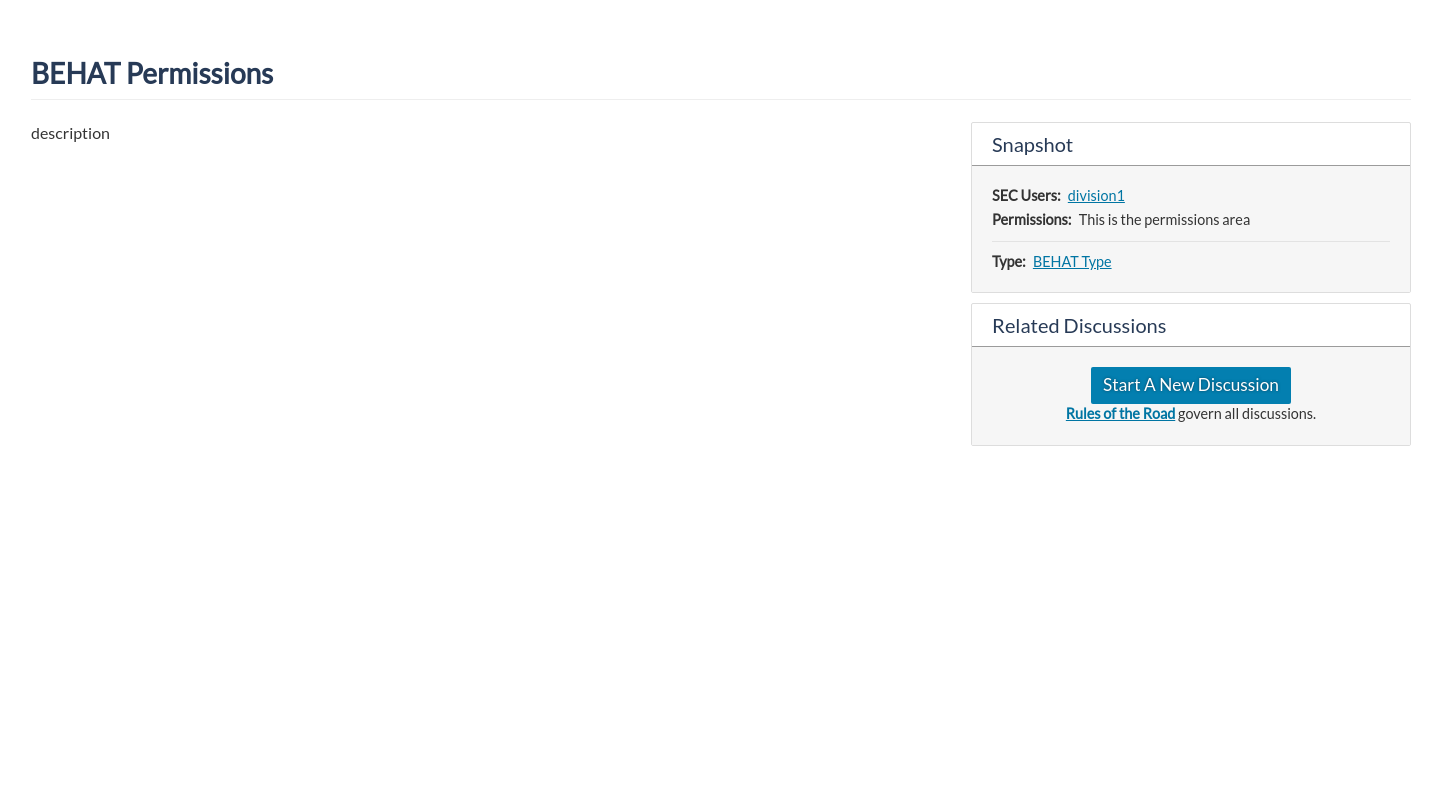 BEHAT Permissions
description
Snapshot
SEC Users: division1
Permissions: This is the permissions area
Type: BEHAT Type
Related Discussions
Start A New Discussion
Rules of the Road govern all discussions.